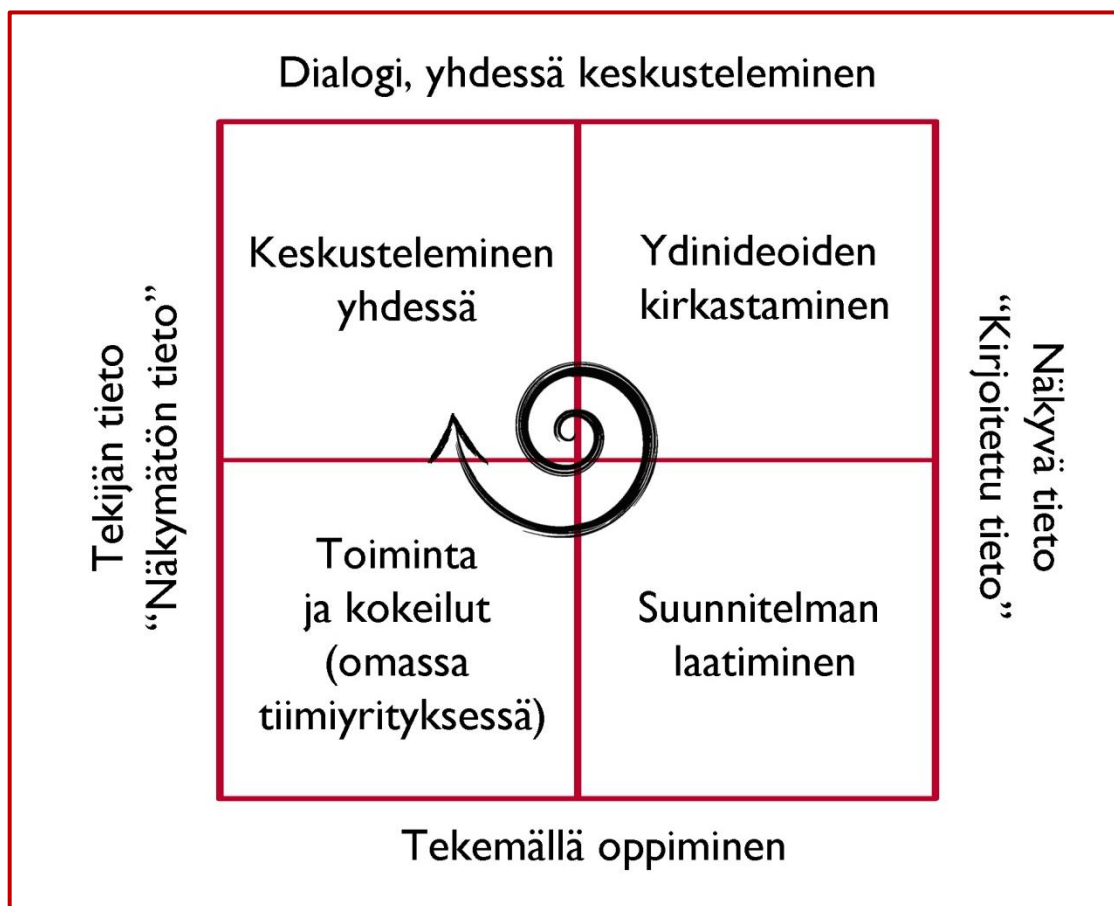 Dialogi, yhdessä keskusteleminen
Keskusteleminen
yhdessä
Ydinideoiden
kirkastaminen
Tekijän tieto
“Näkymätön tieto”
Näkyvä tieto
“Kirjoitettu tieto”
Toiminta
ja kokeilut
(omassa
tiimiyrityksessä)
Suunnitelman
laatiminen
Tekemällä oppiminen